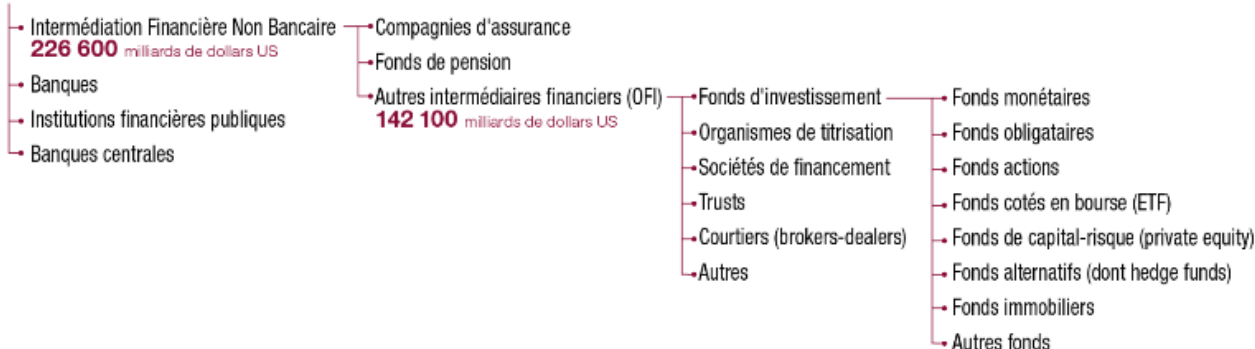 Intermédiation Financière Non Bancaire
226 600 milliards de dollars US
Banques
Institutions financières publiques
Banques centrales
Compagnies d'assurance
Fonds de pension
Autres intermédiaires financiers (OFI)
142 100 milliards de dollars US
Fonds d'investissement
Organismes de titrisation
Sociétés de financement
Trusts
Courtiers (brokers-dealers)
Autres
Fonds monétaires
Fonds obligataires
Fonds actions
Fonds cotés en bourse (ETF)
Fonds de capital-risque (private equity)
Fonds alternatifs (dont hedge funds)
Fonds immobiliers
Autres fonds